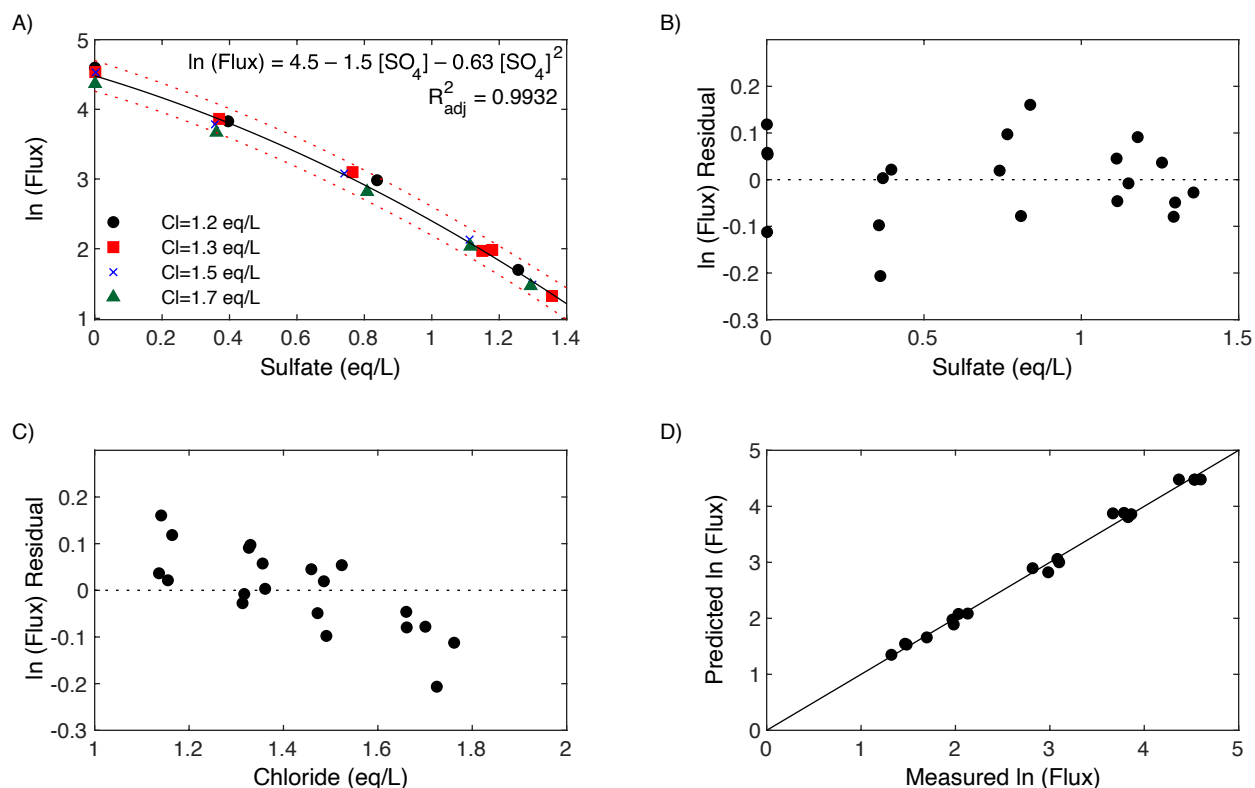 A)
ln (Flux) = 4.5 − 1.5 [SO4] − 0.63 [SO4]^2
R^2_adj = 0.9932
5
4
3
2
1
ln (Flux)
Cl=1.2 eq/L
Cl=1.3 eq/L
Cl=1.5 eq/L
Cl=1.7 eq/L
0 0.2 0.4 0.6 0.8 1 1.2 1.4
Sulfate (eq/L)
B)
0.2
0.1
0
-0.1
-0.2
-0.3
ln (Flux) Residual
0 0.5 1 1.5
Sulfate (eq/L)
C)
0.2
0.1
0
-0.1
-0.2
-0.3
ln (Flux) Residual
1 1.2 1.4 1.6 1.8 2
Chloride (eq/L)
D)
5
4
3
2
1
0
Predicted ln (Flux)
0 1 2 3 4 5
Measured ln (Flux)